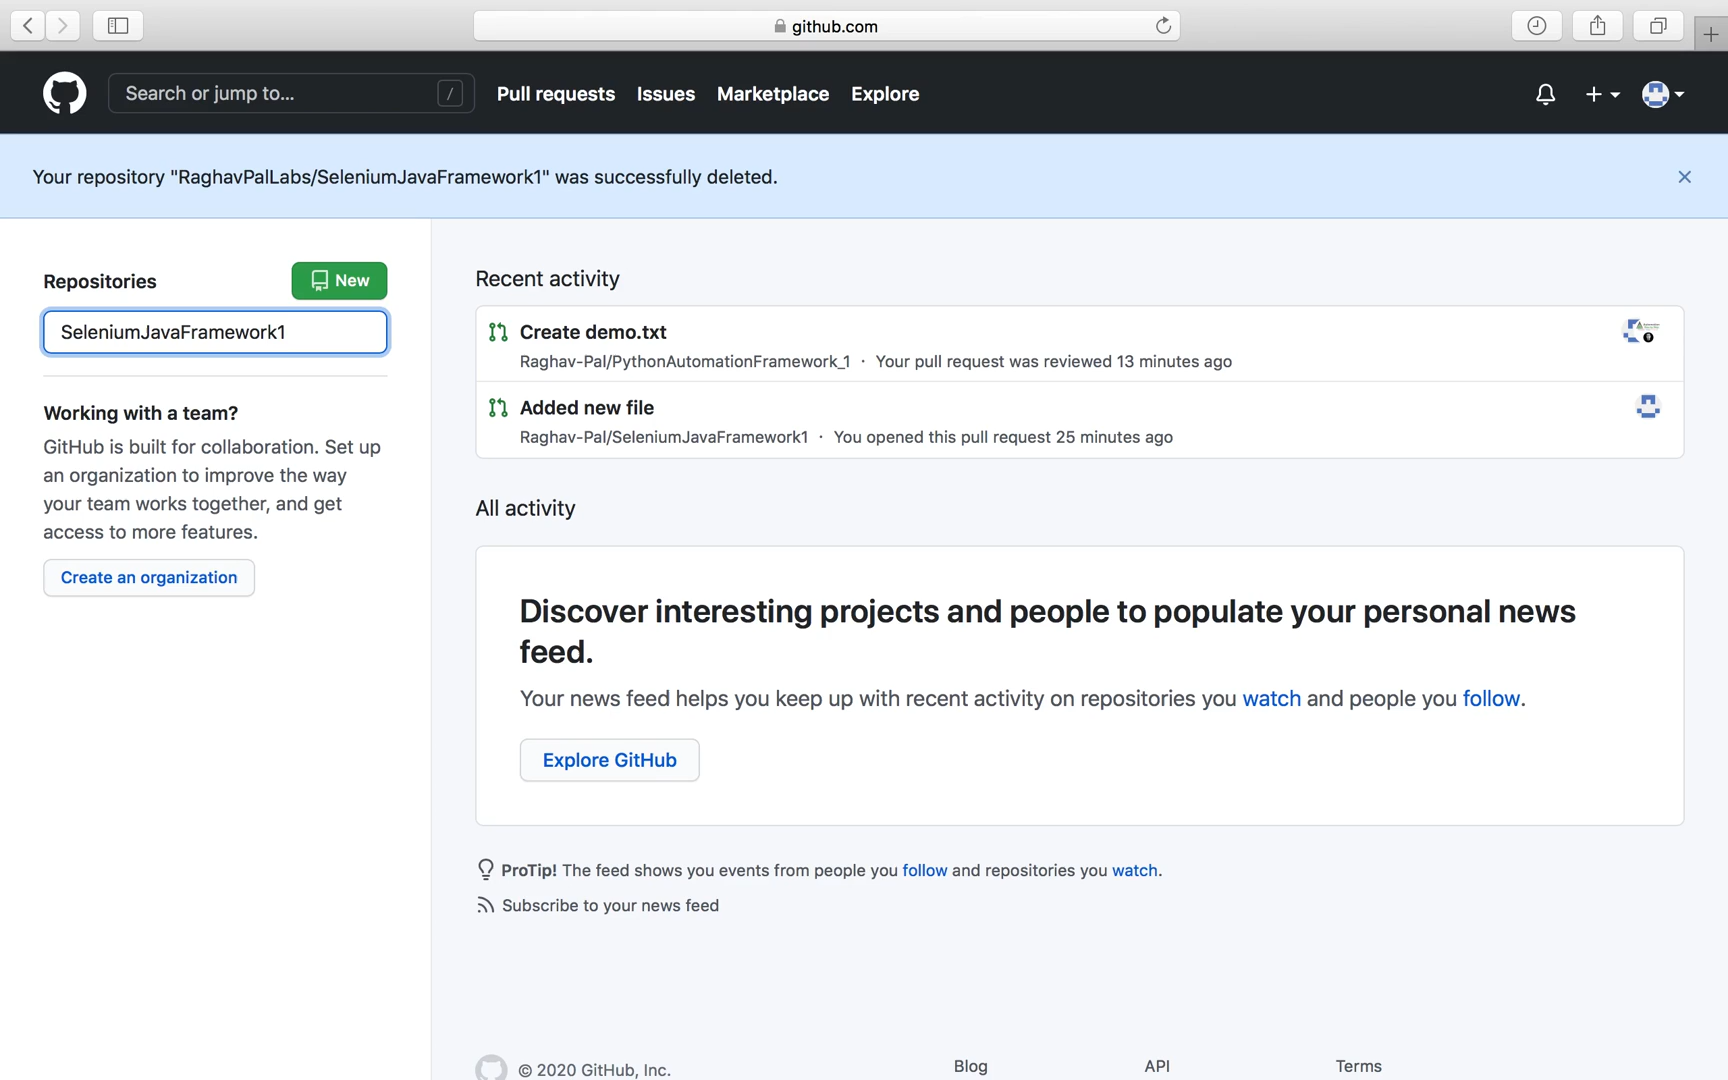 github.com
Search or jump to...
/
Pull requests
Issues
Marketplace
Explore
Your repository "RaghavPalLabs/SeleniumJavaFramework1" was successfully deleted.
Repositories
New
SeleniumJavaFramework1
Working with a team?
GitHub is built for collaboration. Set up
an organization to improve the way
your team works together, and get
access to more features.
Create an organization
Recent activity
Create demo.txt
Raghav-Pal/PythonAutomationFramework_1 · Your pull request was reviewed 13 minutes ago
Added new file
Raghav-Pal/SeleniumJavaFramework1 · You opened this pull request 25 minutes ago
All activity
Discover interesting projects and people to populate your personal news
feed.
Your news feed helps you keep up with recent activity on repositories you watch and people you follow.
Explore GitHub
ProTip! The feed shows you events from people you follow and repositories you watch.
Subscribe to your news feed
© 2020 GitHub, Inc.
Blog
API
Terms